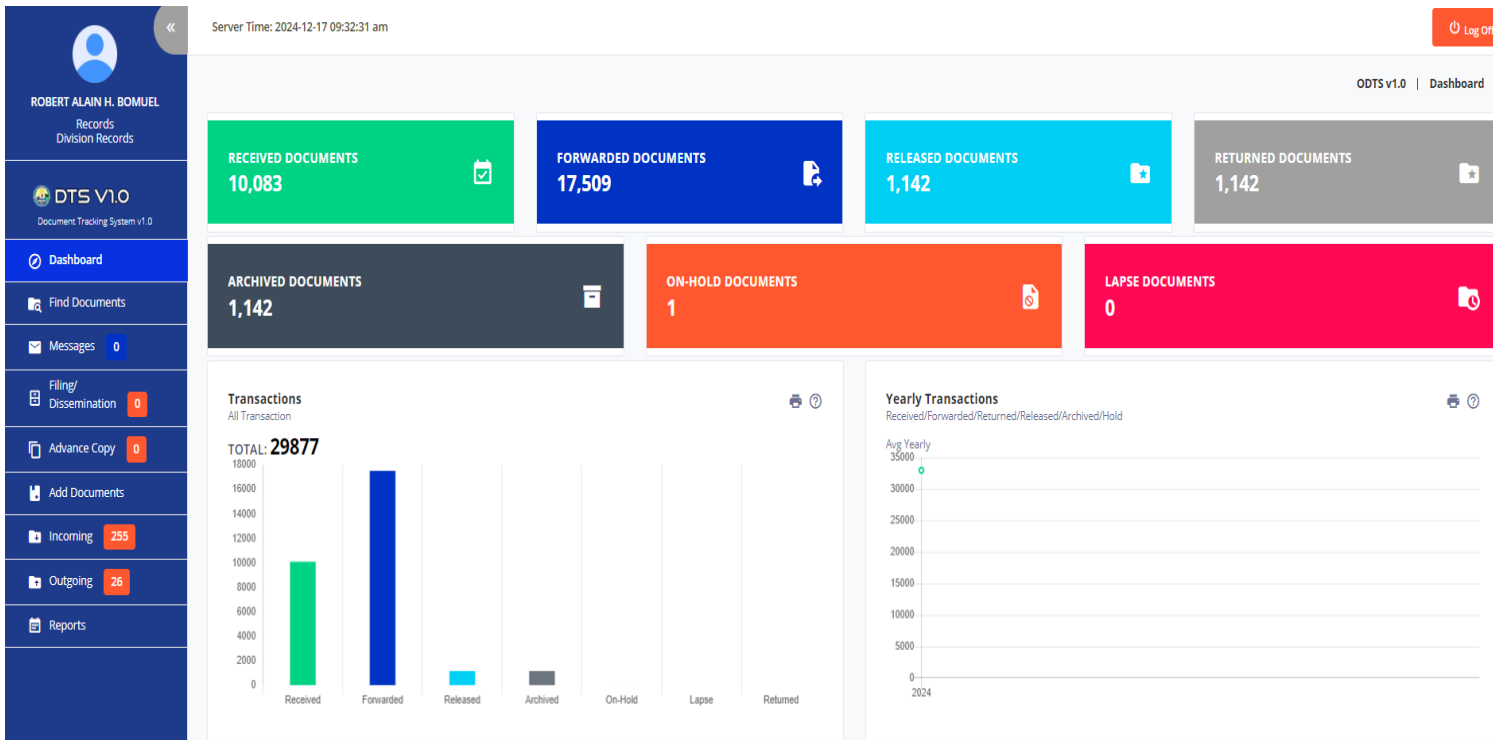 «
Server Time: 2024-12-17 09:32:31 am
Log Off
ROBERT ALAIN H. BOMUEL
Records
Division Records
DTS V1.0
Document Tracking System v1.0
Dashboard
Find Documents
Messages 0
Filing/
Dissemination 0
Advance Copy 0
Add Documents
Incoming 255
Outgoing 26
Reports
ODTS v1.0 | Dashboard
RECEIVED DOCUMENTS
10,083
FORWARDED DOCUMENTS
17,509
RELEASED DOCUMENTS
1,142
RETURNED DOCUMENTS
1,142
ARCHIVED DOCUMENTS
1,142
ON-HOLD DOCUMENTS
1
LAPSE DOCUMENTS
0
Transactions
All Transaction
TOTAL: 29877
18000
16000
14000
12000
10000
8000
6000
4000
2000
0
Received Forwarded Released Archived On-Hold Lapse Returned
Yearly Transactions
Received/Forwarded/Returned/Released/Archived/Hold
Avg Yearly
35000
30000
25000
20000
15000
10000
5000
0
2024